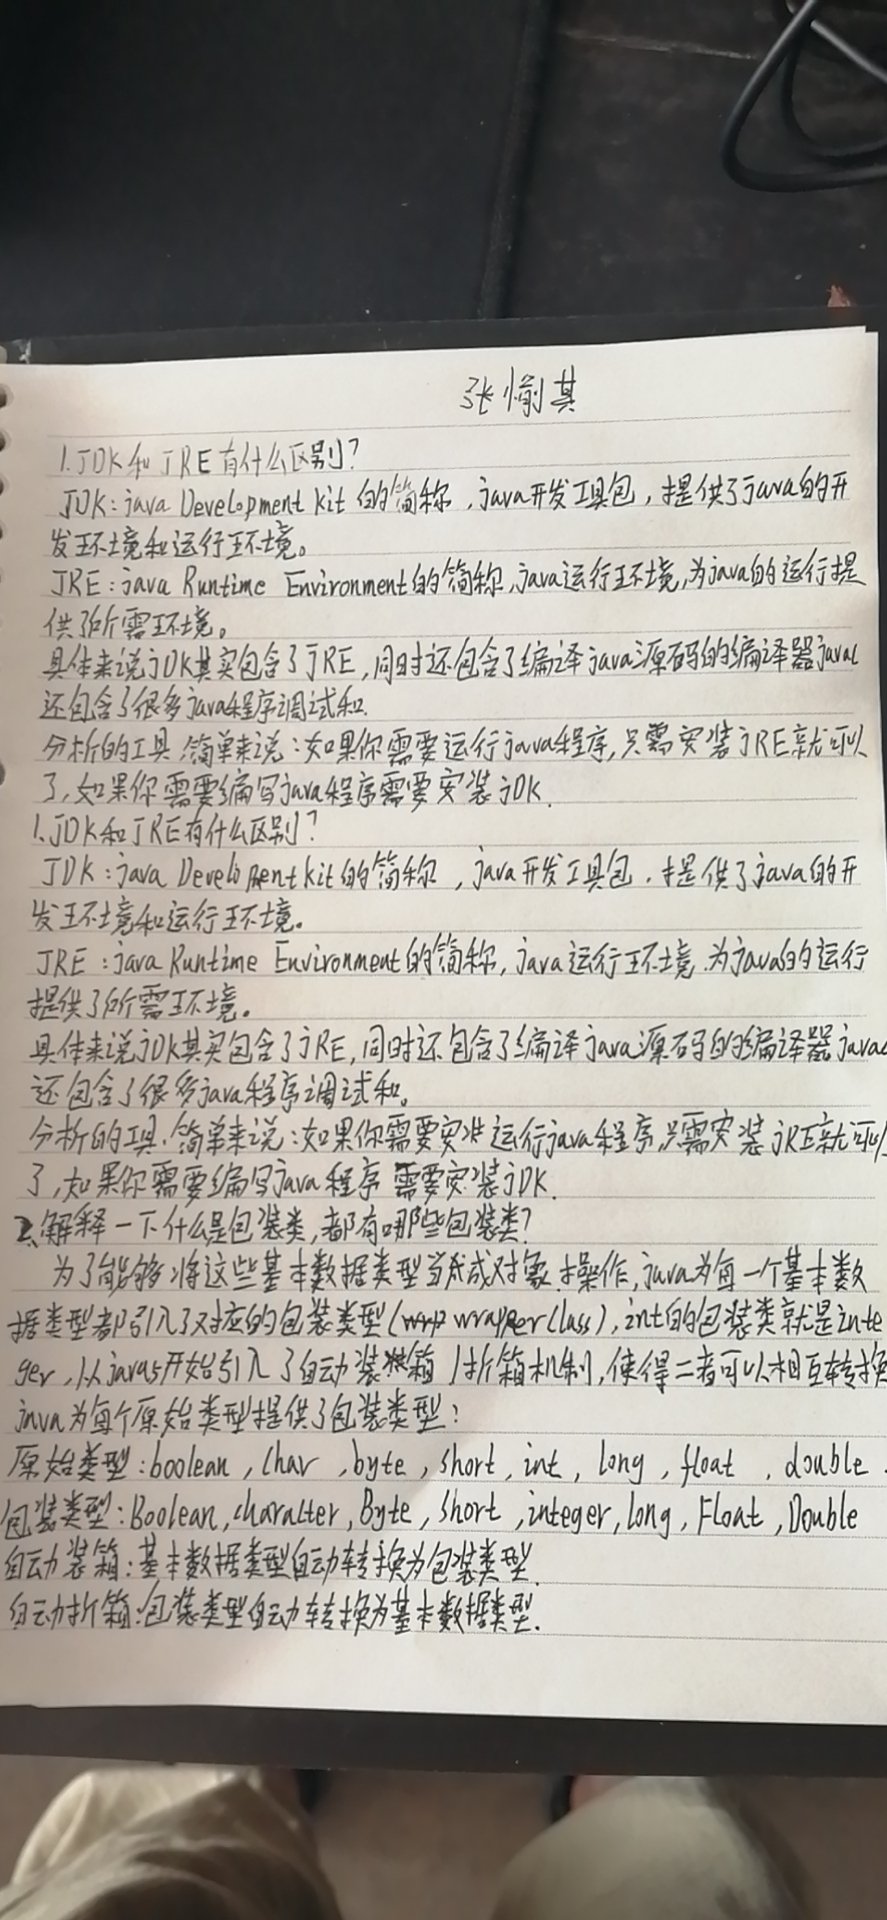 张愉其
1.JDK和JRE有什么区别?
JDK:java Development kit的简称,java开发工具包,提供了java的开
发环境和运行环境。
JRE:java Runtime Environment的简称,java运行环境,为java的运行提
供了所需环境。
具体来说JDK其实包含了JRE,同时还包含了编译java源码的编译器javac
还包含了很多java程序调试和.
分析的工具,简单来说:如果你需要运行java程序,只需安装JRE就可以
了,如果你需要编写java程序需要安装JDK.
1.JDK和JRE有什么区别?
JDK:java Development kit的简称,java开发工具包.提供了java的开
发环境和运行环境。
JRE:java Runtime Environment的简称,java运行环境.为java的运行
提供了所需环境。
具体来说JDK其实包含了JRE,同时还包含了编译java源码的编译器javac
还包含了很多java程序调试和。
分析的工具.简单来说:如果你需要运行java程序,只需安装JRE就可以
了,如果你需要编写java程序需要安装JDK.
2、解释一下什么是包装类,都有哪些包装类?
为了能够将这些基本数据类型当成对象操作,java为每一个基本数
据类型都引入了对应的包装类型(wrapper class),int的包装类就是inte
ger,从java5开始引入了自动装箱/折箱机制,使得二者可以相互转换
java为每个原始类型提供了包装类型:
原始类型:boolean,char,byte,short,int,long,float,double.
包装类型:Boolean,character,Byte,short,integer,long,Float,Double
自动装箱:基本数据类型自动转换为包装类型.
自动折箱:包装类型自动转换为基本数据类型.